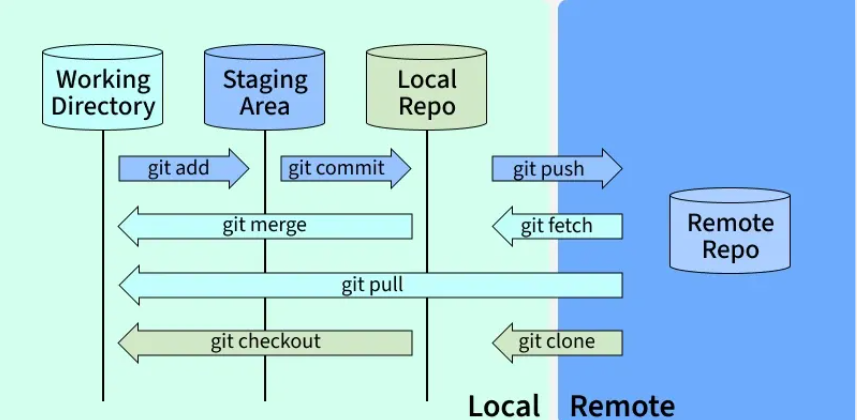 Working
Directory
Staging
Area
Local
Repo
git add
git commit
git push
git merge
git fetch
Remote
Repo
git pull
git checkout
git clone
Local
Remote